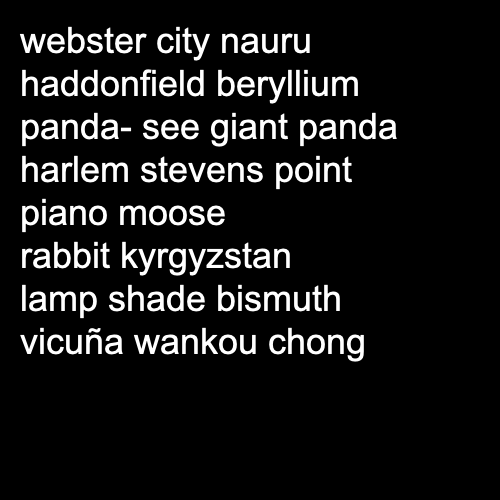 webster city nauru
haddonfield beryllium
panda- see giant panda
harlem stevens point
piano moose
rabbit kyrgyzstan
lamp shade bismuth
vicuña wankou chong